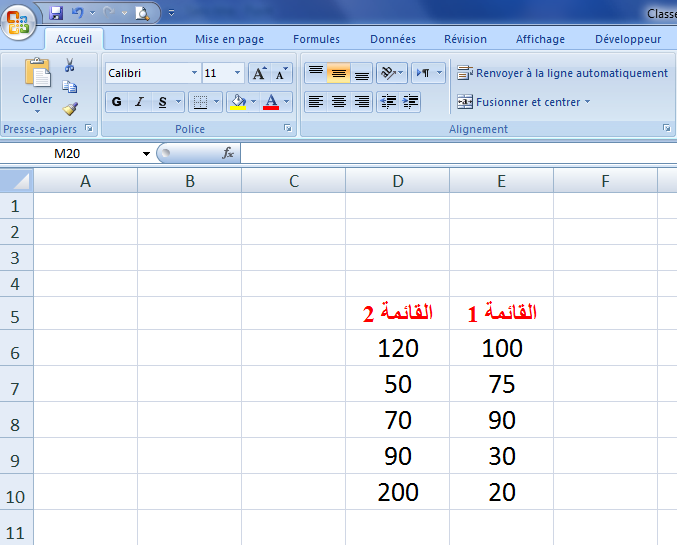 Classe
Accueil Insertion Mise en page Formules Données Révision Affichage Développeur
Coller
Calibri 11
G I S
Renvoyer à la ligne automatiquement
Fusionner et centrer
Presse-papiers Police Alignement
M20 fx
A B C D E F
1
2
3
4
5 القائمة 2 القائمة 1
6 120 100
7 50 75
8 70 90
9 90 30
10 200 20
11